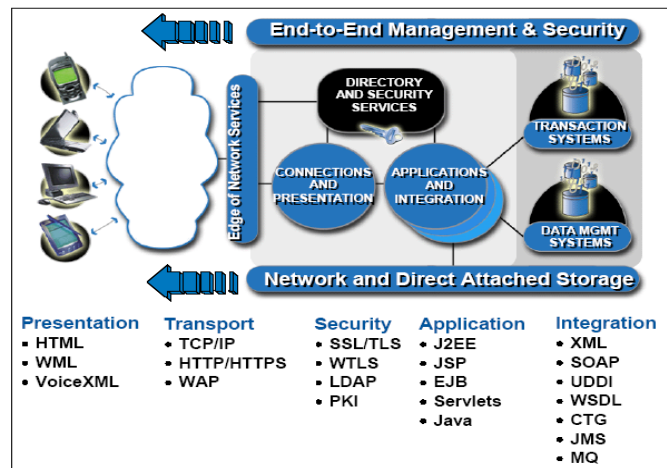 End-to-End Management & Security
DIRECTORY
AND SECURITY
SERVICES
Edge of Network Services
CONNECTIONS
AND
PRESENTATION
APPLICATIONS
AND
INTEGRATION
TRANSACTION
SYSTEMS
DATA MGMT
SYSTEMS
Network and Direct Attached Storage
Presentation
• HTML
• WML
• VoiceXML
Transport
• TCP/IP
• HTTP/HTTPS
• WAP
Security
• SSL/TLS
• WTLS
• LDAP
• PKI
Application
• J2EE
• JSP
• EJB
• Servlets
• Java
Integration
• XML
• SOAP
• UDDI
• WSDL
• CTG
• JMS
• MQ